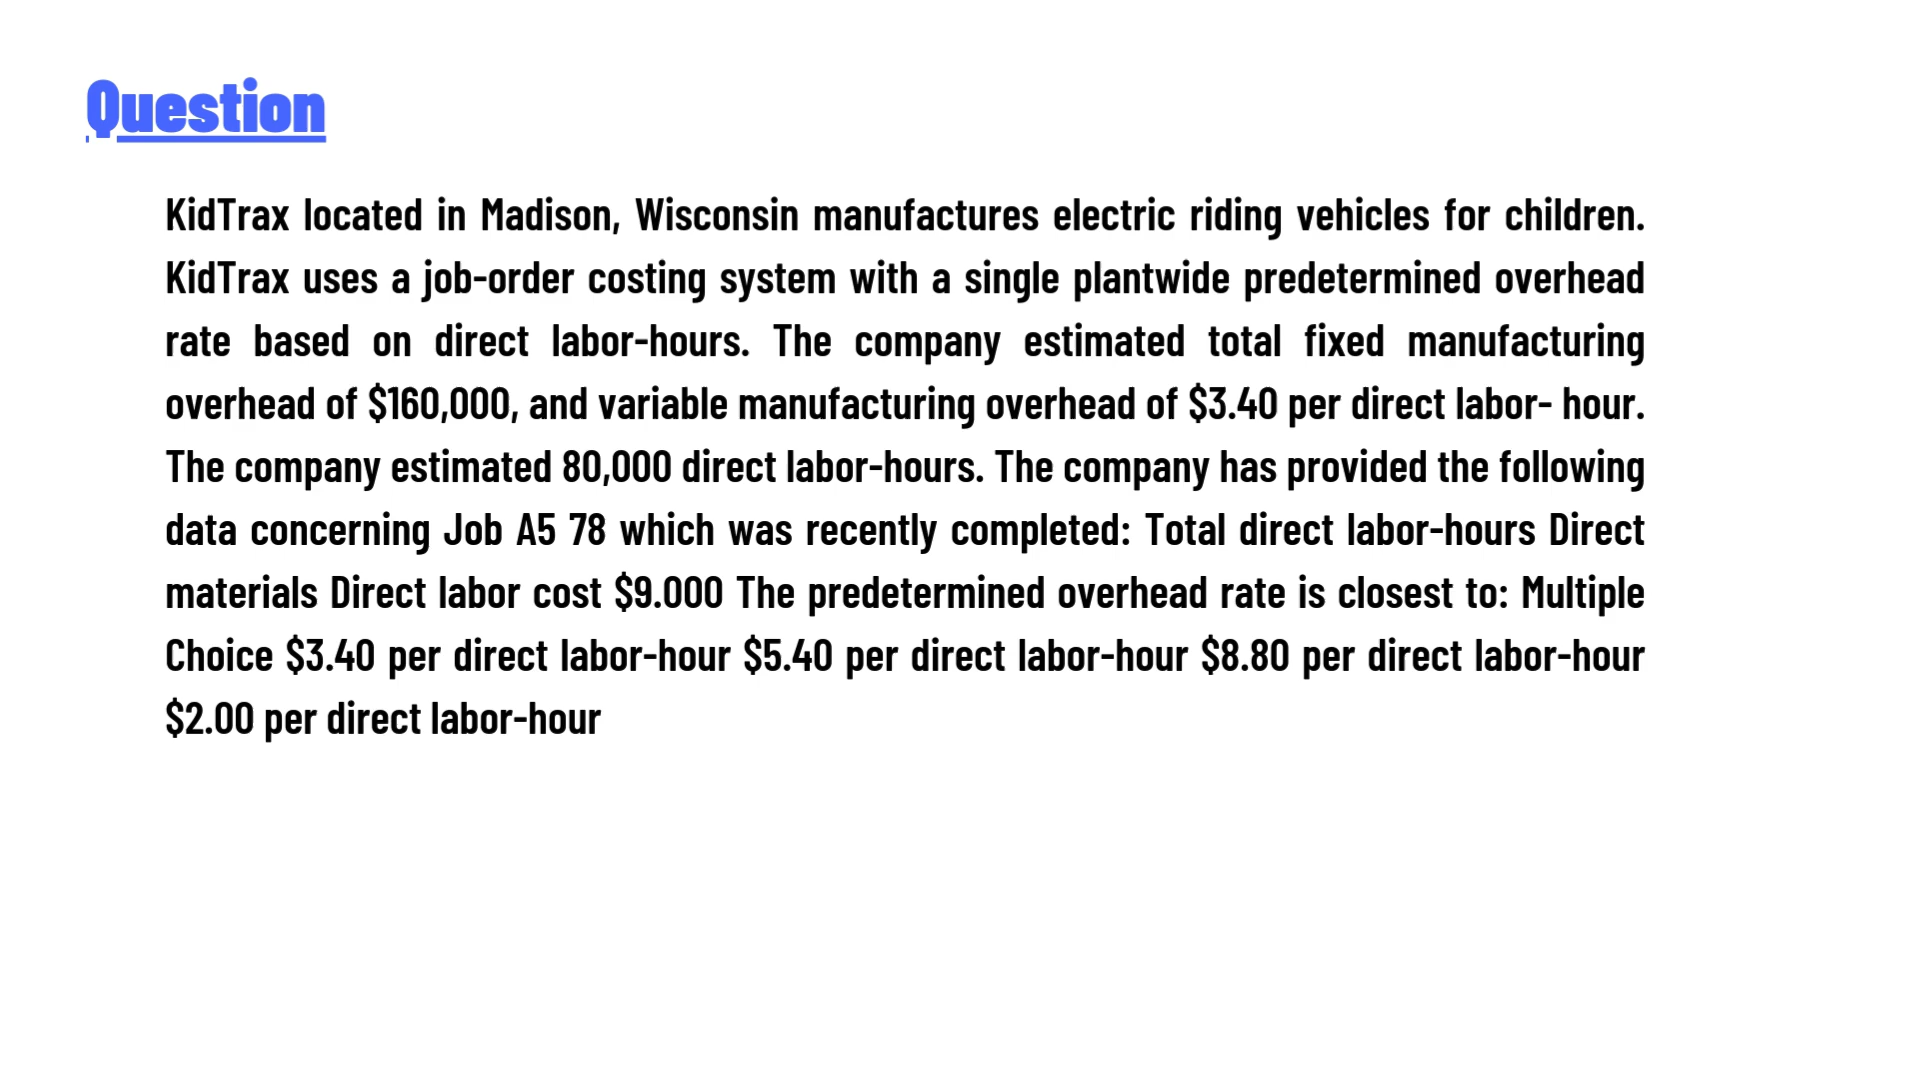 Question
KidTrax located in Madison, Wisconsin manufactures electric riding vehicles for children.
KidTrax uses a job-order costing system with a single plantwide predetermined overhead
rate based on direct labor-hours. The company estimated total fixed manufacturing
overhead of $160,000, and variable manufacturing overhead of $3.40 per direct labor- hour.
The company estimated 80,000 direct labor-hours. The company has provided the following
data concerning Job A5 78 which was recently completed: Total direct labor-hours Direct
materials Direct labor cost $9.000 The predetermined overhead rate is closest to: Multiple
Choice $3.40 per direct labor-hour $5.40 per direct labor-hour $8.80 per direct labor-hour
$2.00 per direct labor-hour